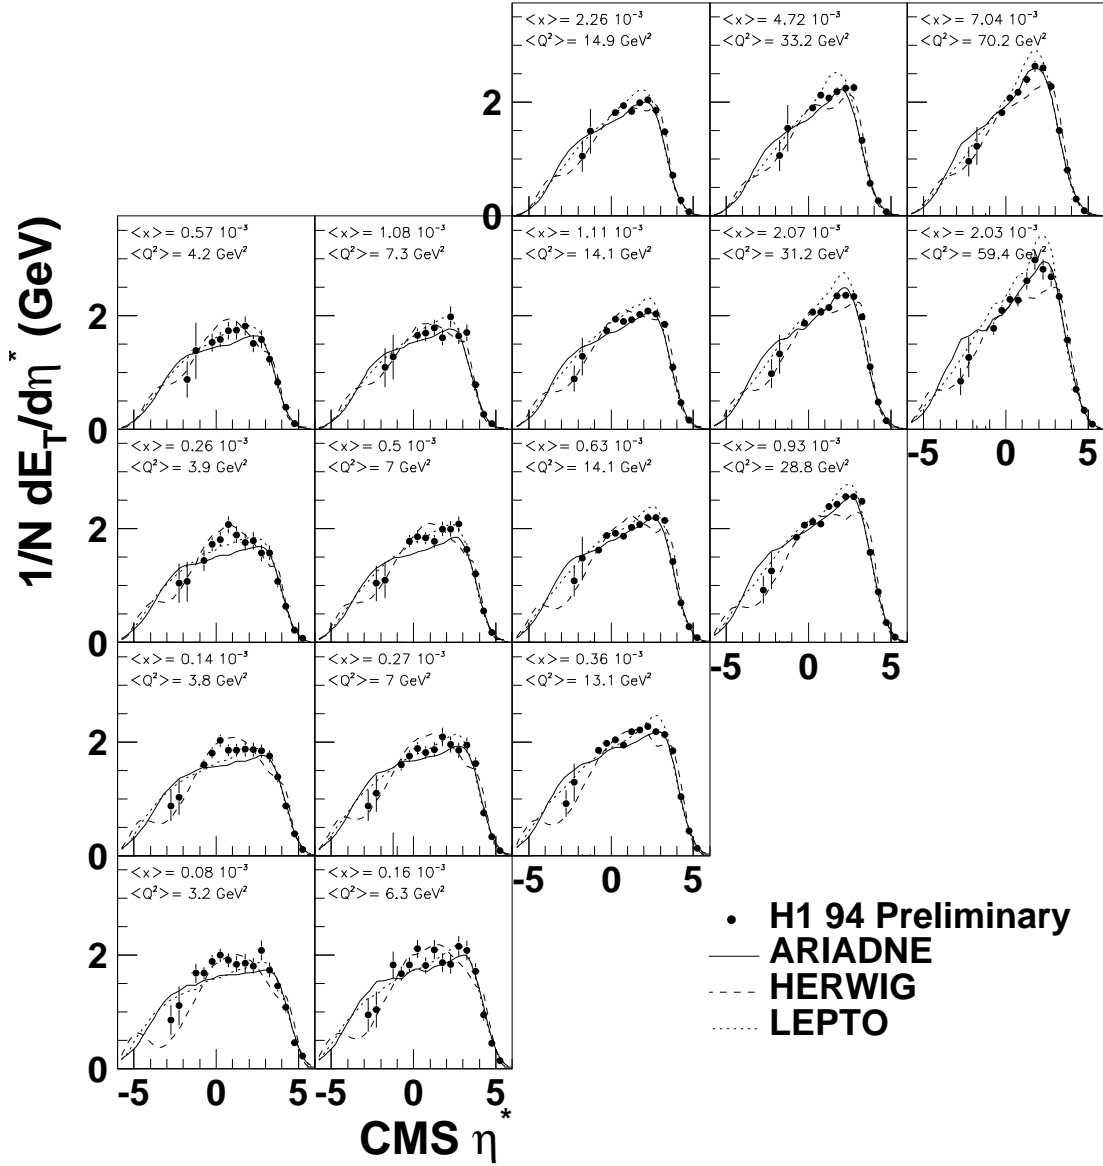 <x>= 2.26 10⁻³
<Q²>= 14.9 GeV²
<x>= 4.72 10⁻³
<Q²>= 33.2 GeV²
<x>= 7.04 10⁻³
<Q²>= 70.2 GeV²
2
0
<x>= 0.57 10⁻³
<Q²>= 4.2 GeV²
<x>= 1.08 10⁻³
<Q²>= 7.3 GeV²
<x>= 1.11 10⁻³
<Q²>= 14.1 GeV²
<x>= 2.07 10⁻³
<Q²>= 31.2 GeV²
<x>= 2.03 10⁻³
<Q²>= 59.4 GeV²
2
0
-5 0 5
<x>= 0.26 10⁻³
<Q²>= 3.9 GeV²
<x>= 0.5 10⁻³
<Q²>= 7 GeV²
<x>= 0.63 10⁻³
<Q²>= 14.1 GeV²
<x>= 0.93 10⁻³
<Q²>= 28.8 GeV²
2
0
-5 0 5
<x>= 0.14 10⁻³
<Q²>= 3.8 GeV²
<x>= 0.27 10⁻³
<Q²>= 7 GeV²
<x>= 0.36 10⁻³
<Q²>= 13.1 GeV²
2
0
-5 0 5
<x>= 0.08 10⁻³
<Q²>= 3.2 GeV²
<x>= 0.16 10⁻³
<Q²>= 6.3 GeV²
2
0
-5 0 5
-5 0 5
1/N dE_T/dη* (GeV)
CMS η*
H1 94 Preliminary
ARIADNE
HERWIG
LEPTO